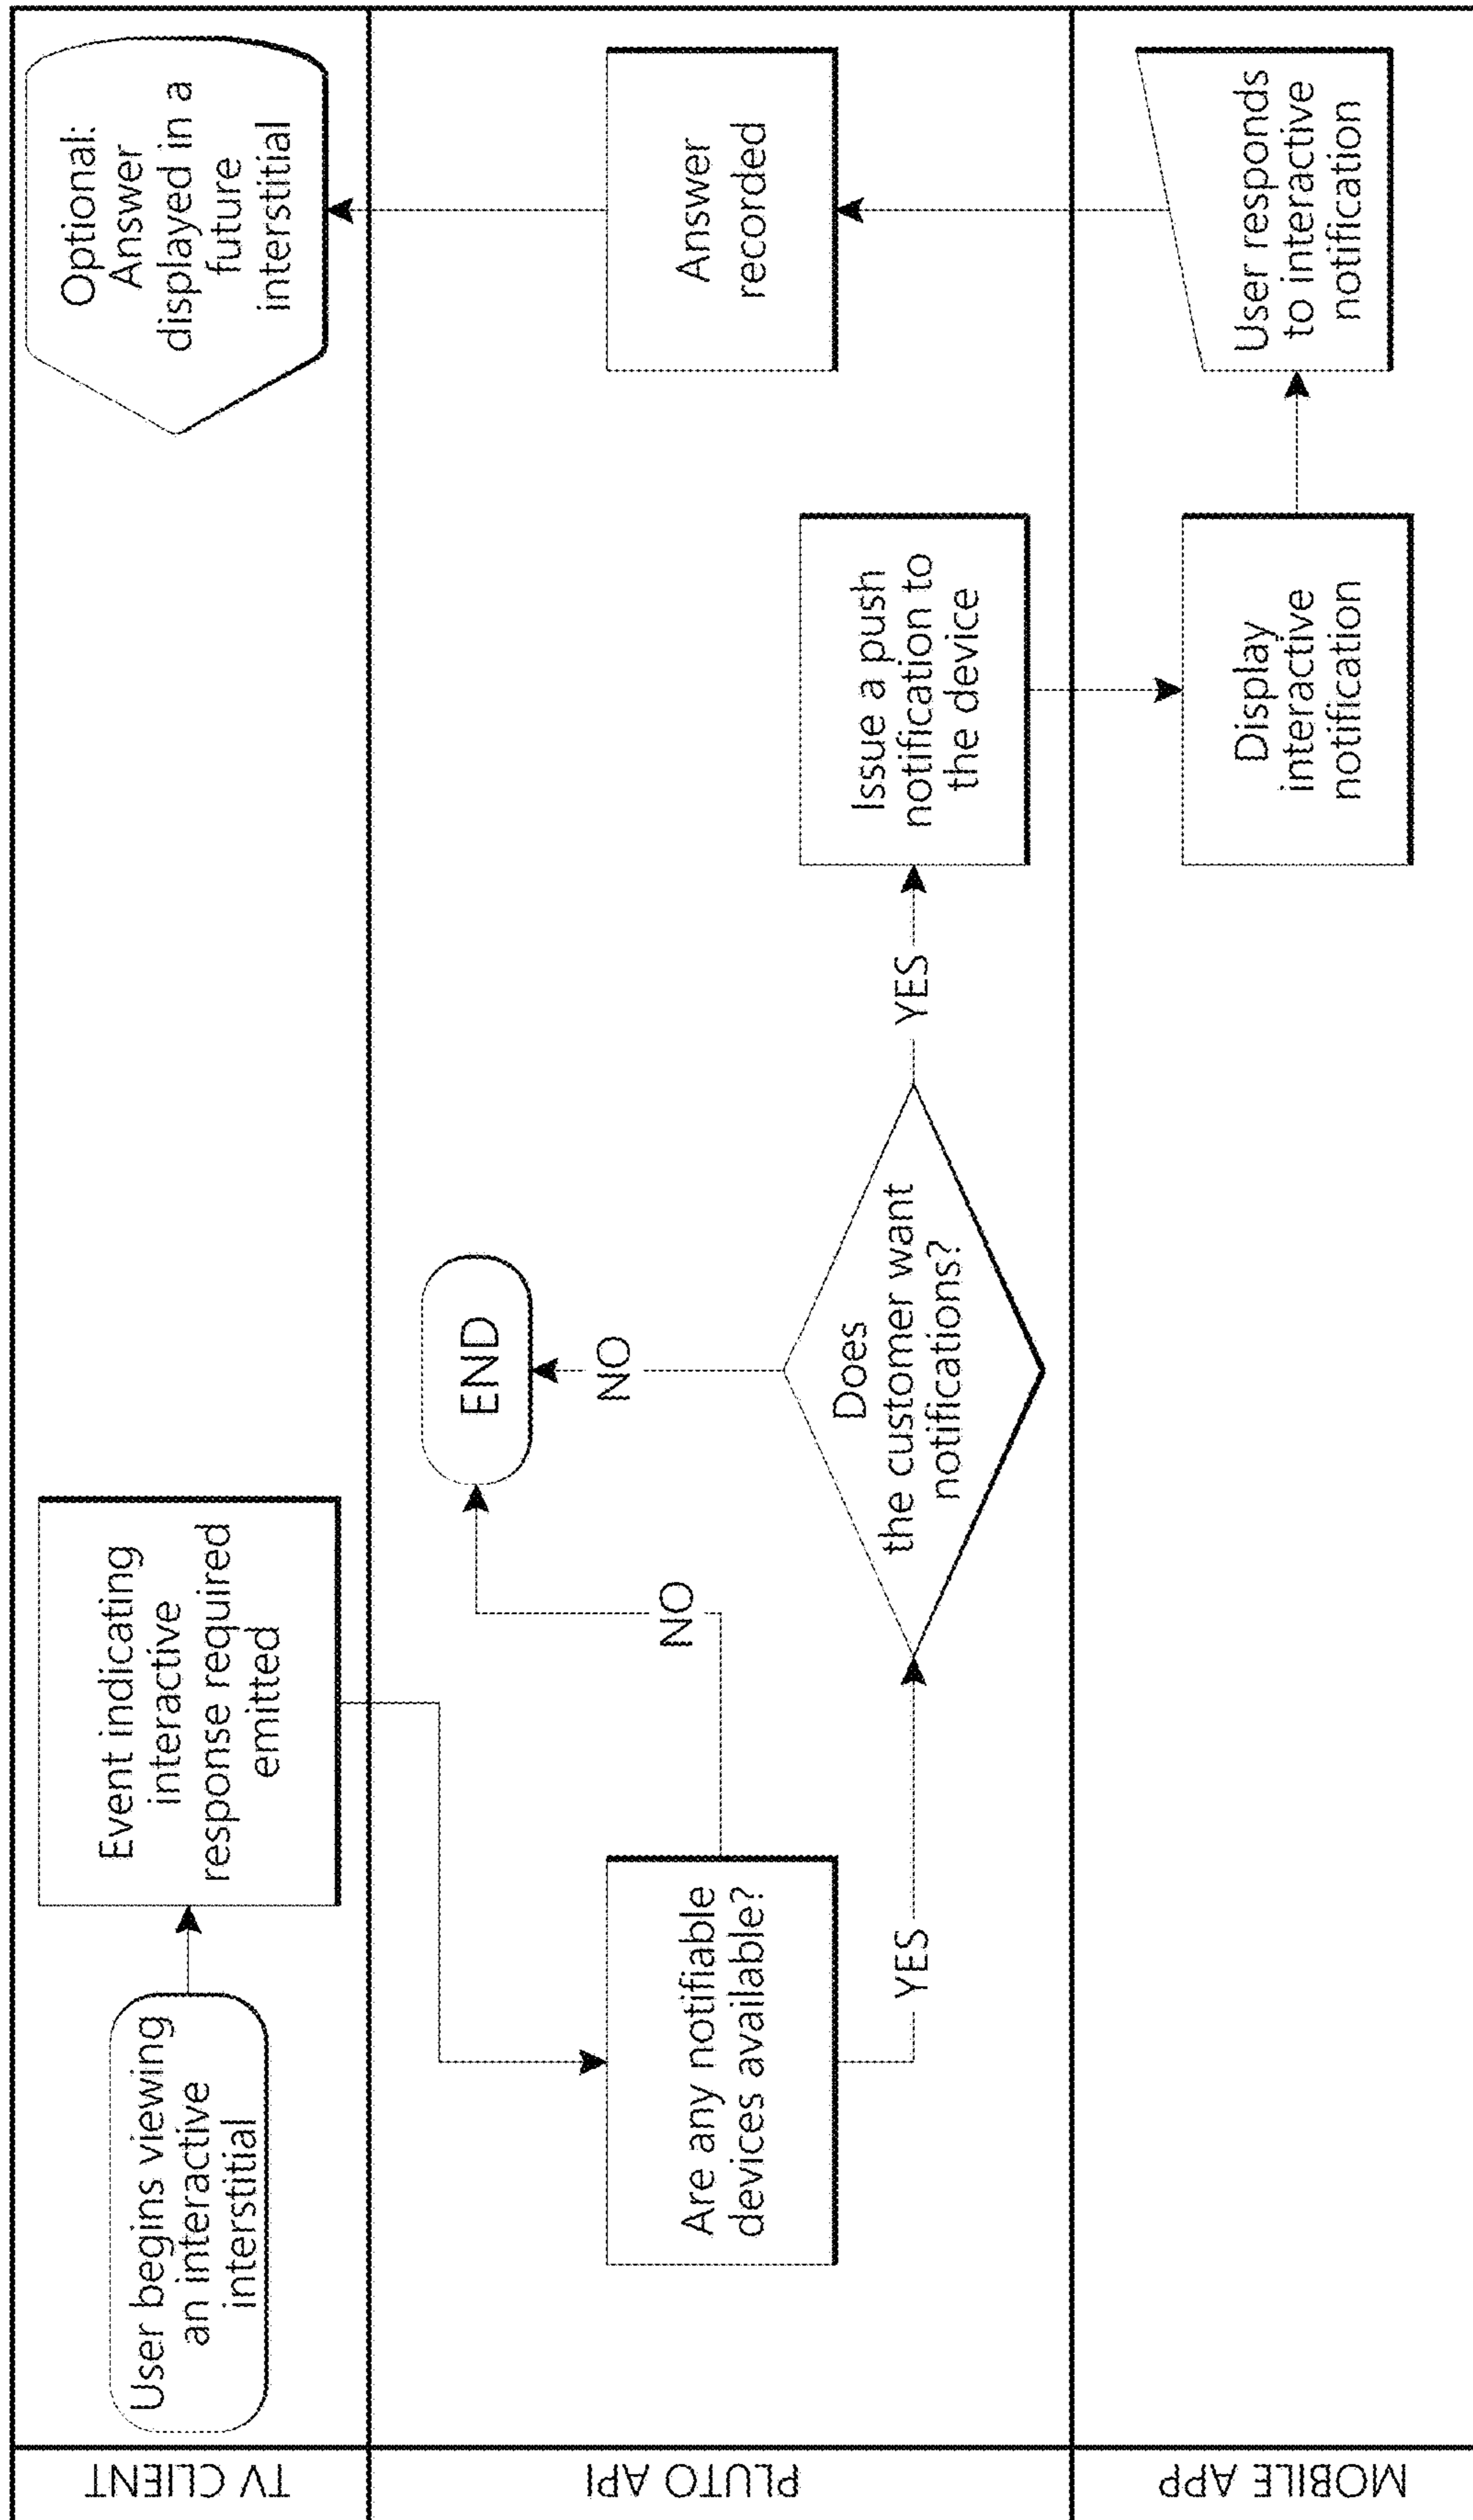 TV CLIENT
User begins viewing
an interactive
interstitial
Event indicating
interactive
response required
emitted
Optional:
Answer
displayed in a
future
interstitial
PLUTO API
Are any notifiable
devices available?
NO
YES
END
NO
Does
the customer want
notifications?
YES
Issue a push
notification to
the device
Answer
recorded
MOBILE APP
Display
interactive
notification
User responds
to interactive
notification